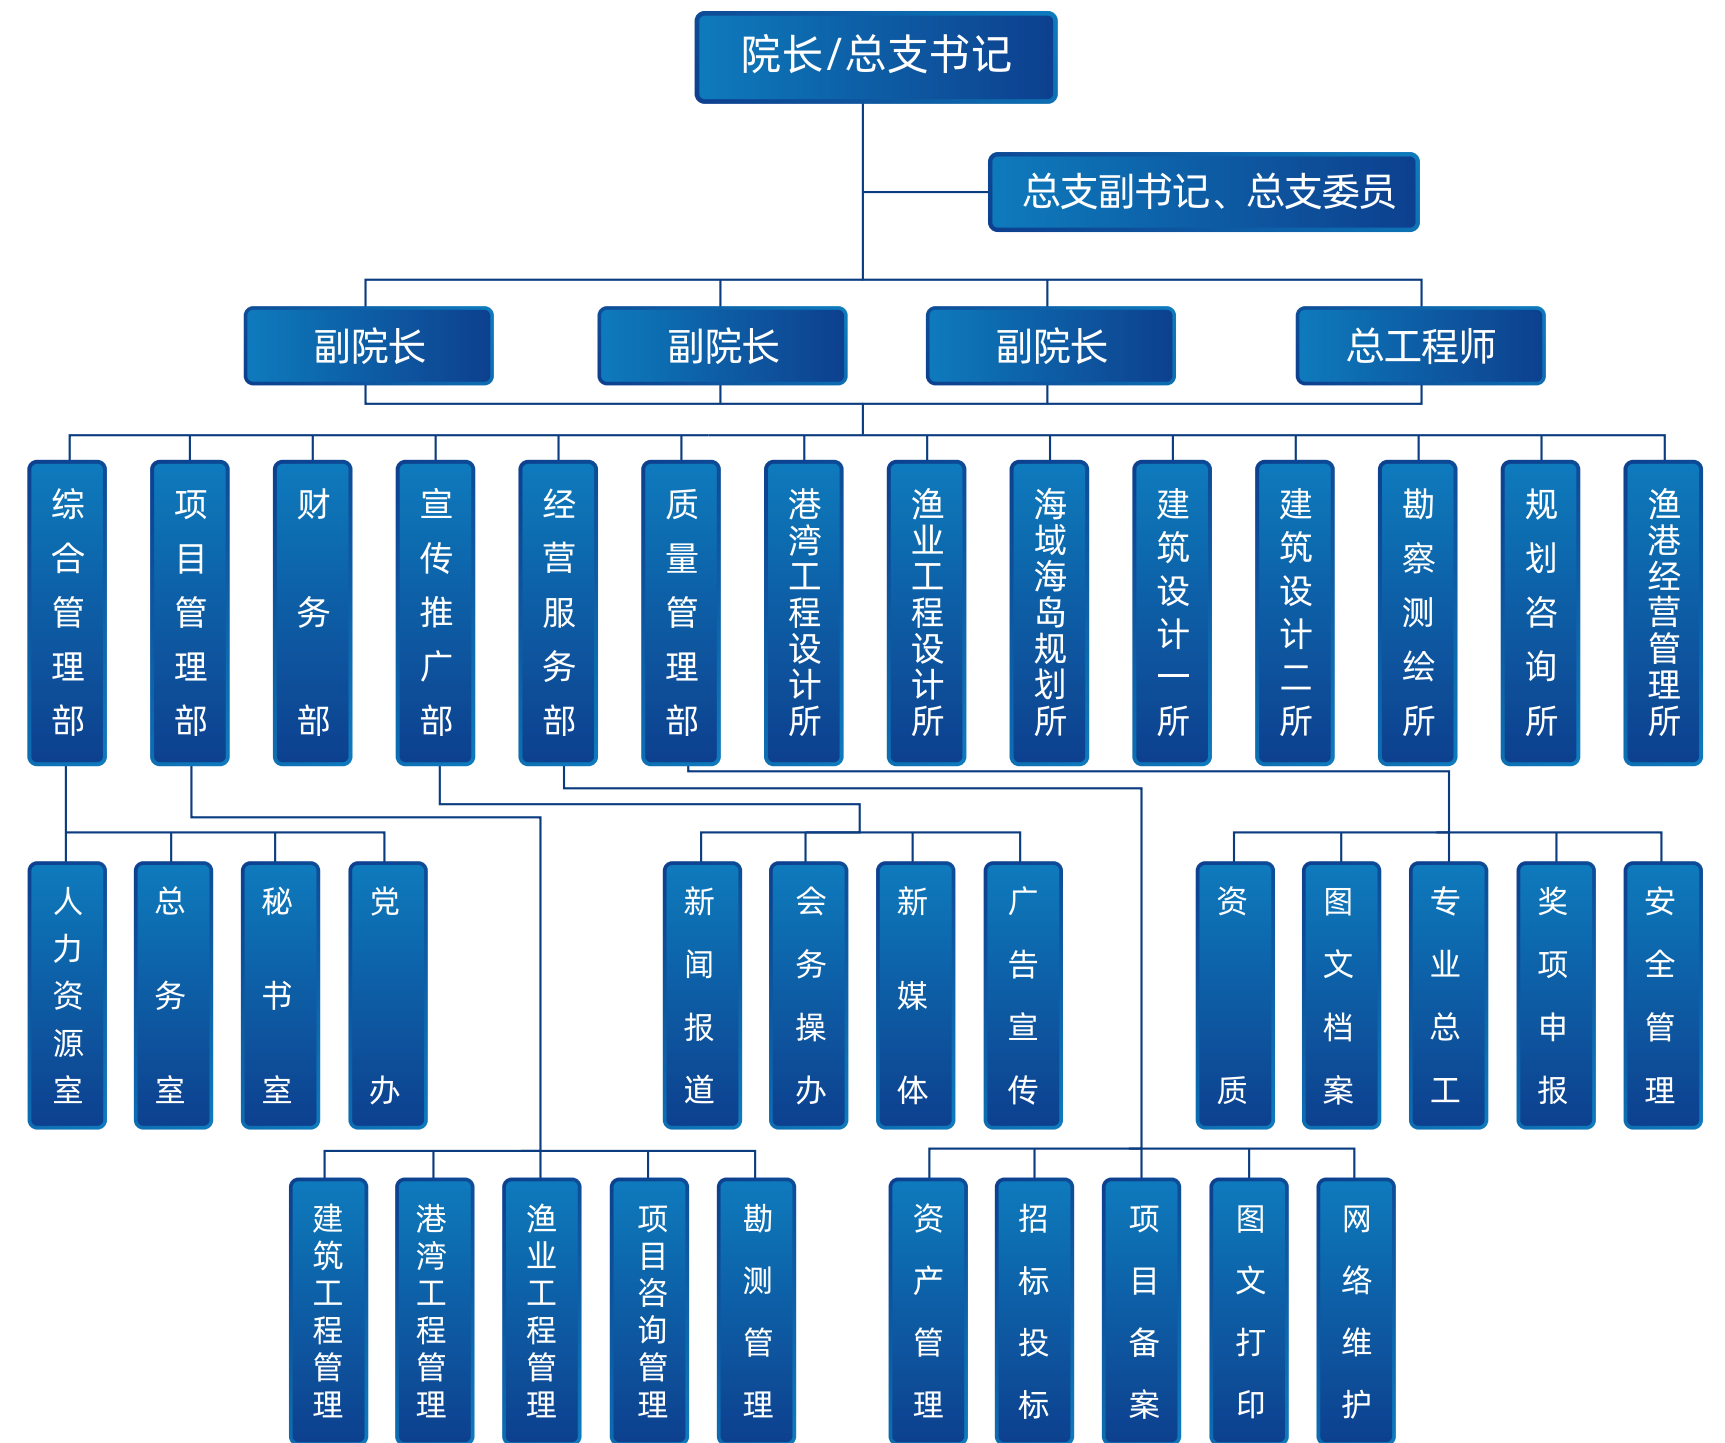 院长/总支书记
总支副书记、总支委员
副院长
副院长
副院长
总工程师
综合管理部
项目管理部
财务部
宣传推广部
经营服务部
质量管理部
港湾工程设计所
渔业工程设计所
海域海岛规划所
建筑设计一所
建筑设计二所
勘察测绘所
规划咨询所
渔港经营管理所
人力资源室
总务室
秘书室
党办
新闻报道
会务操办
新媒体
广告宣传
资质
图文档案
专业总工
奖项申报
安全管理
建筑工程管理
港湾工程管理
渔业工程管理
项目咨询管理
勘测管理
资产管理
招标投标
项目备案
图文打印
网络维护